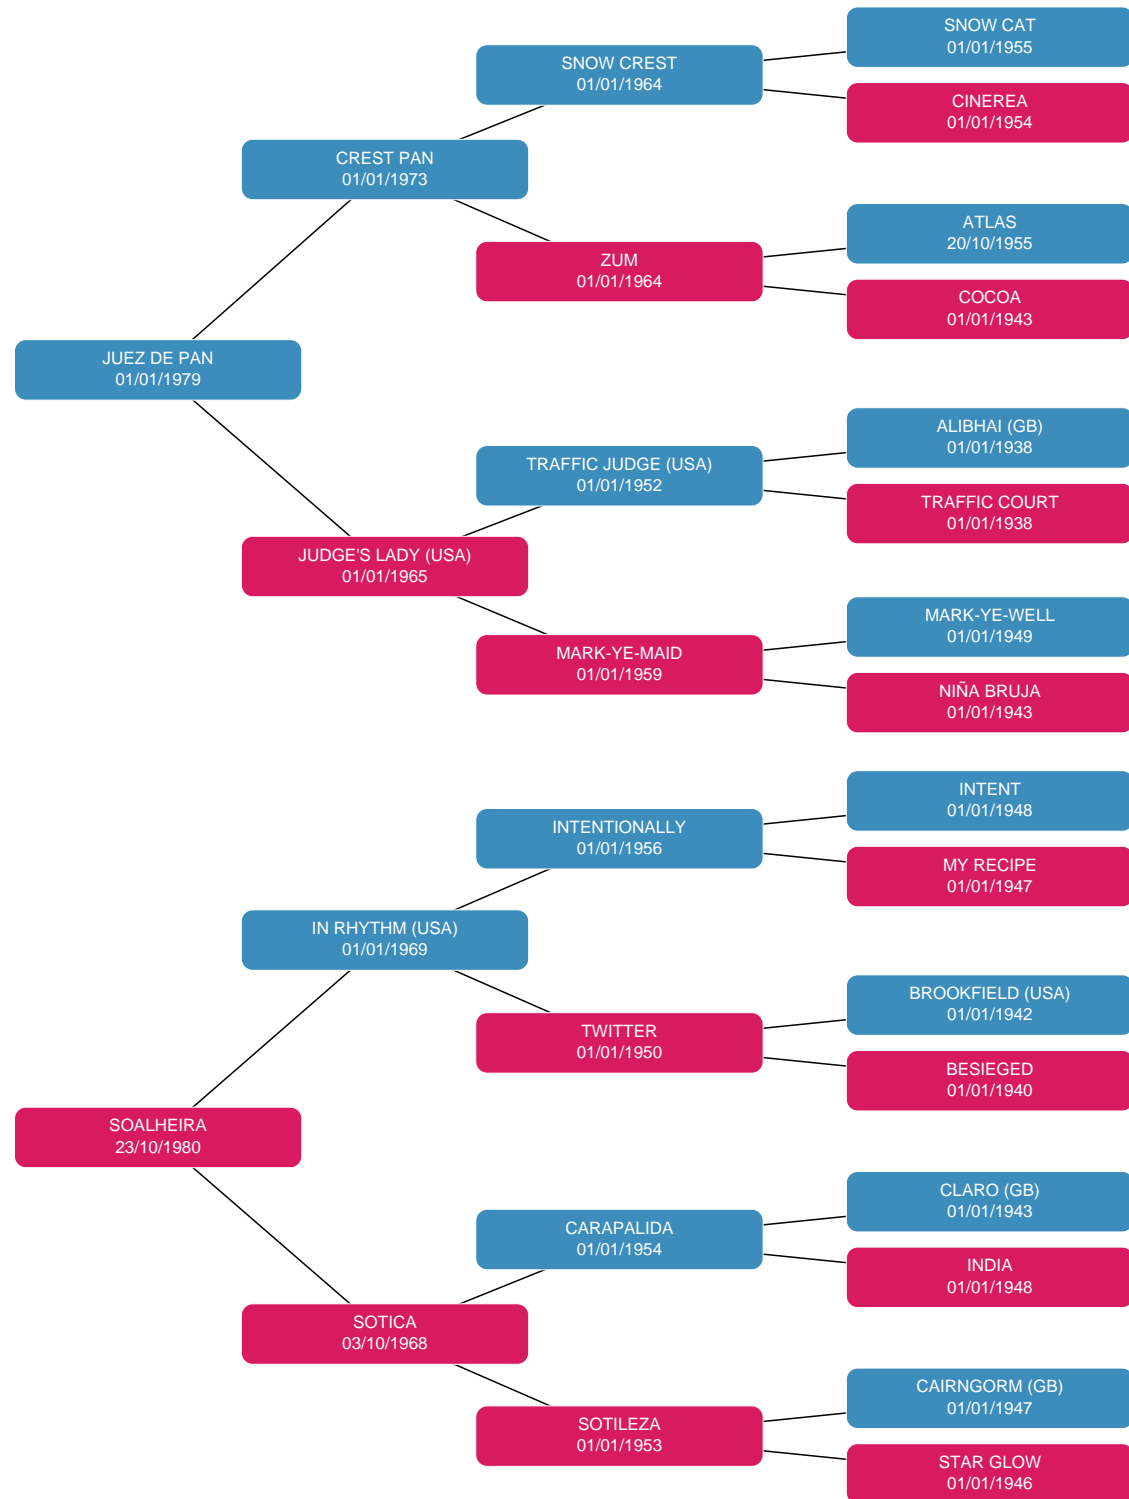 SNOW CAT
01/01/1955
SNOW CREST
01/01/1964
CINEREA
01/01/1954
CREST PAN
01/01/1973
ATLAS
20/10/1955
ZUM
01/01/1964
COCOA
01/01/1943
JUEZ DE PAN
01/01/1979
ALIBHAI (GB)
01/01/1938
TRAFFIC JUDGE (USA)
01/01/1952
TRAFFIC COURT
01/01/1938
JUDGE'S LADY (USA)
01/01/1965
MARK-YE-WELL
01/01/1949
MARK-YE-MAID
01/01/1959
NIÑA BRUJA
01/01/1943
INTENT
01/01/1948
INTENTIONALLY
01/01/1956
MY RECIPE
01/01/1947
IN RHYTHM (USA)
01/01/1969
BROOKFIELD (USA)
01/01/1942
TWITTER
01/01/1950
BESIEGED
01/01/1940
SOALHEIRA
23/10/1980
CLARO (GB)
01/01/1943
CARAPALIDA
01/01/1954
INDIA
01/01/1948
SOTICA
03/10/1968
CAIRNGORM (GB)
01/01/1947
SOTILEZA
01/01/1953
STAR GLOW
01/01/1946